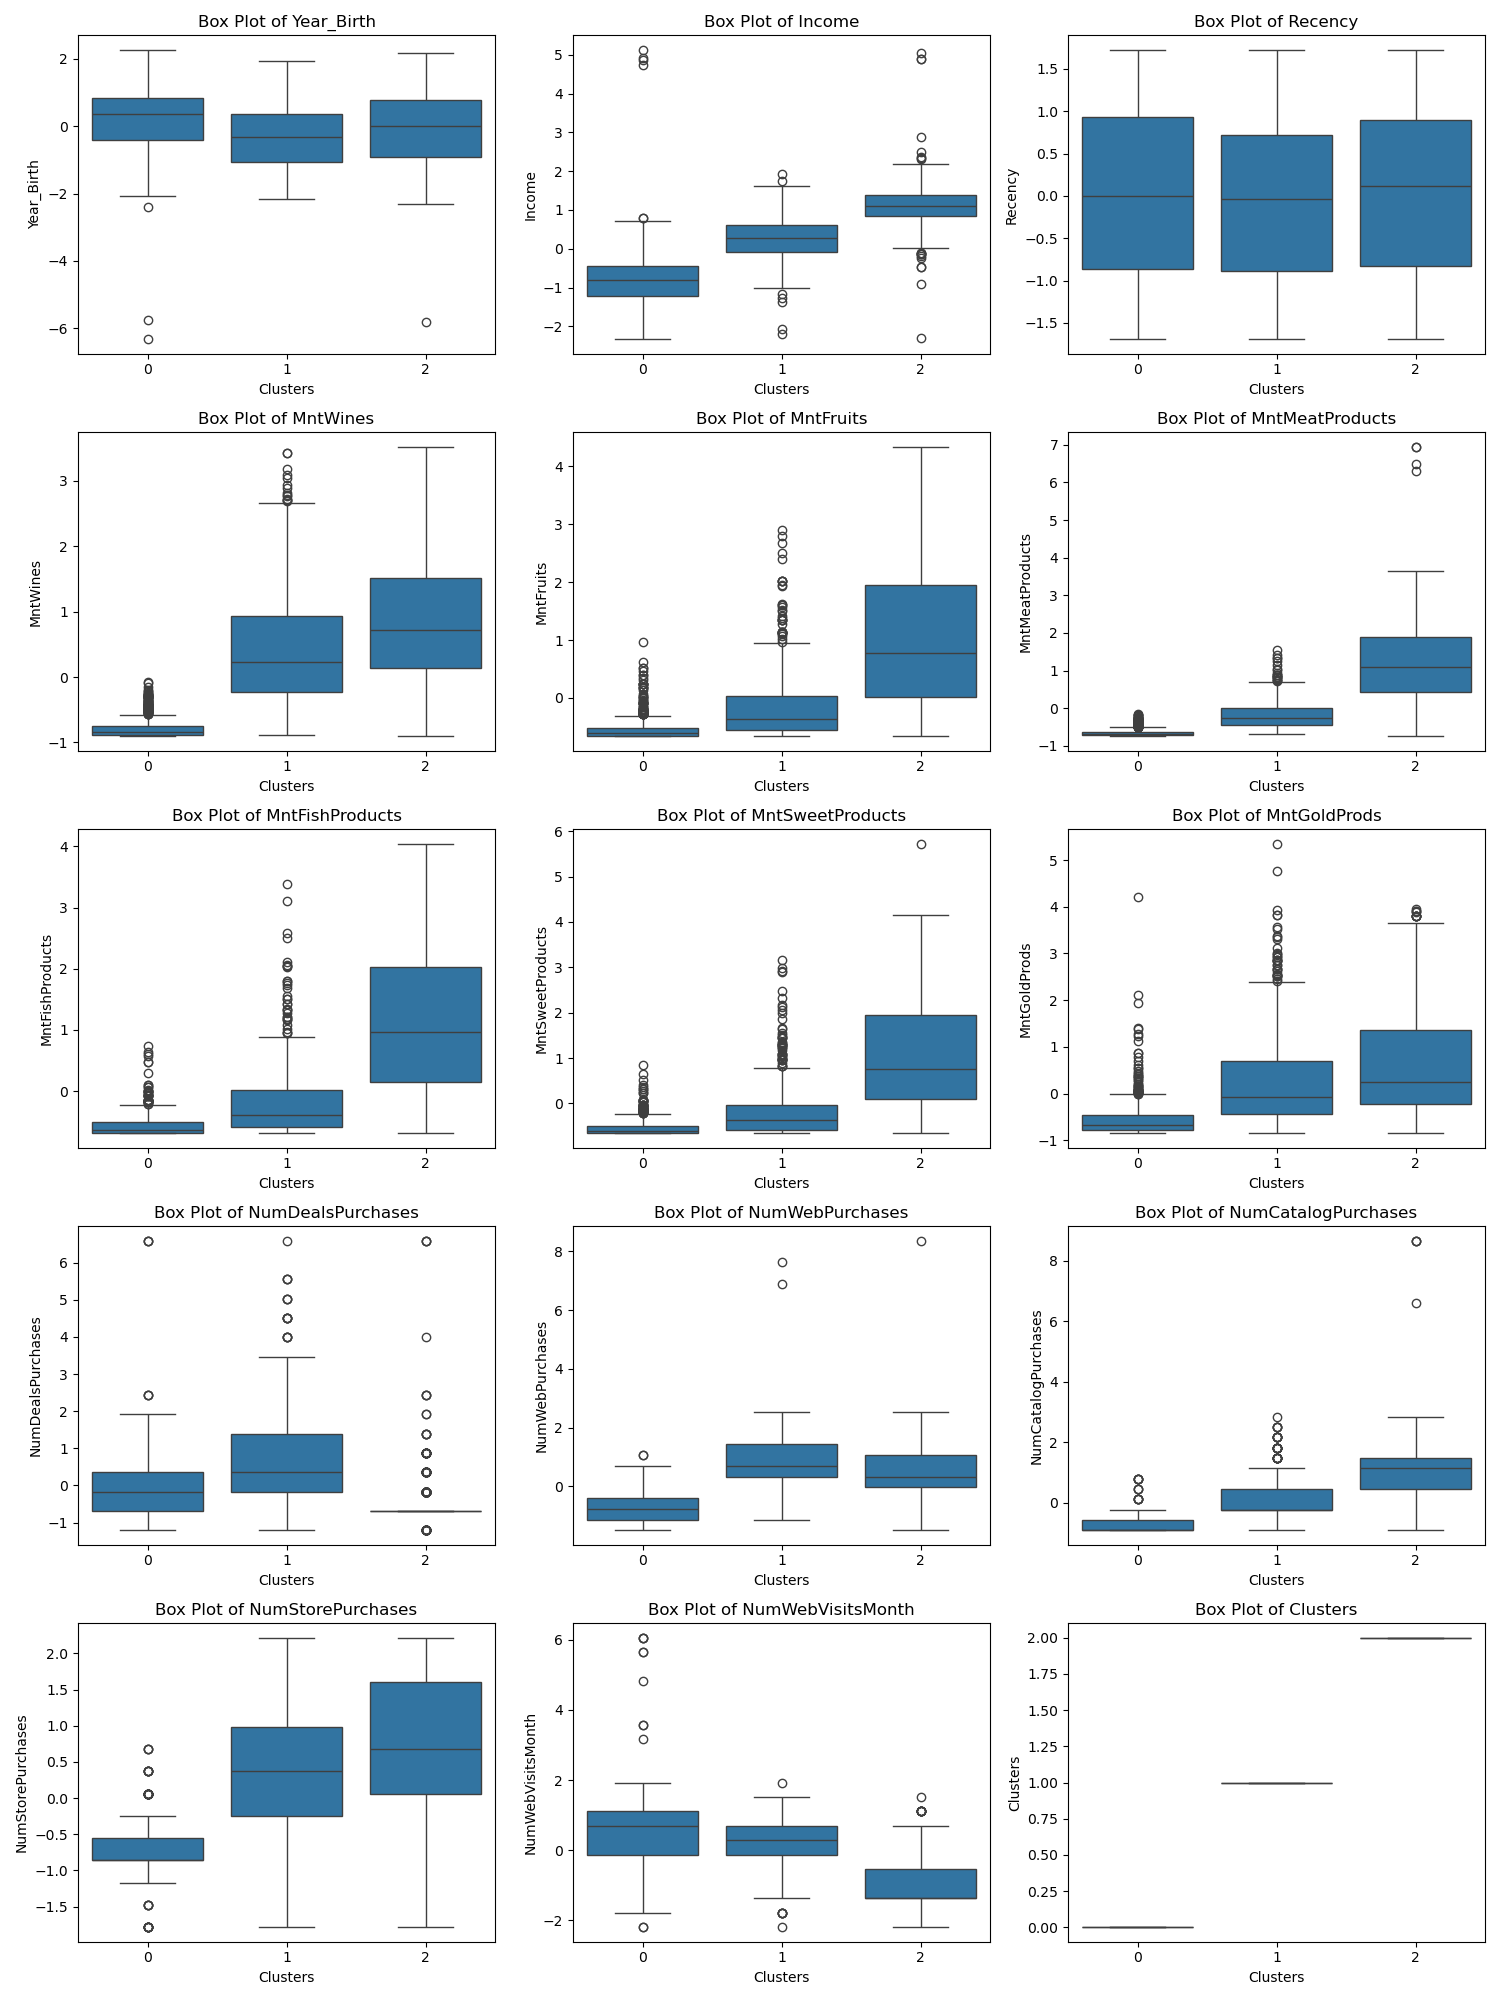 Box Plot of Year_Birth
Year_Birth
2
0
−2
−4
−6
0 1 2
Clusters
Box Plot of Income
Income
5
4
3
2
1
0
−1
−2
0 1 2
Clusters
Box Plot of Recency
Recency
1.5
1.0
0.5
0.0
−0.5
−1.0
−1.5
0 1 2
Clusters
Box Plot of MntWines
MntWines
3
2
1
0
−1
0 1 2
Clusters
Box Plot of MntFruits
MntFruits
4
3
2
1
0
0 1 2
Clusters
Box Plot of MntMeatProducts
MntMeatProducts
7
6
5
4
3
2
1
0
−1
0 1 2
Clusters
Box Plot of MntFishProducts
MntFishProducts
4
3
2
1
0
0 1 2
Clusters
Box Plot of MntSweetProducts
MntSweetProducts
6
5
4
3
2
1
0
0 1 2
Clusters
Box Plot of MntGoldProds
MntGoldProds
5
4
3
2
1
0
−1
0 1 2
Clusters
Box Plot of NumDealsPurchases
NumDealsPurchases
6
5
4
3
2
1
0
−1
0 1 2
Clusters
Box Plot of NumWebPurchases
NumWebPurchases
8
6
4
2
0
0 1 2
Clusters
Box Plot of NumCatalogPurchases
NumCatalogPurchases
8
6
4
2
0
0 1 2
Clusters
Box Plot of NumStorePurchases
NumStorePurchases
2.0
1.5
1.0
0.5
0.0
−0.5
−1.0
−1.5
0 1 2
Clusters
Box Plot of NumWebVisitsMonth
NumWebVisitsMonth
6
4
2
0
−2
0 1 2
Clusters
Box Plot of Clusters
Clusters
2.00
1.75
1.50
1.25
1.00
0.75
0.50
0.25
0.00
0 1 2
Clusters